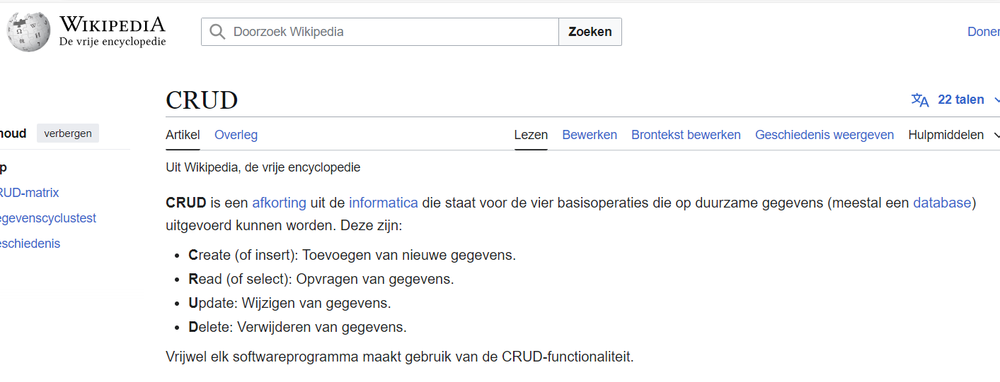 WIKIPEDIA
De vrije encyclopedie
Doorzoek Wikipedia
Zoeken
Doner
CRUD
22 talen
houd verbergen
Artikel Overleg Lezen Bewerken Brontekst bewerken Geschiedenis weergeven Hulpmiddelen
p
Uit Wikipedia, de vrije encyclopedie
RUD-matrix
egevenscyclustest
eschiedenis
CRUD is een afkorting uit de informatica die staat voor de vier basisoperaties die op duurzame gegevens (meestal een database)
uitgevoerd kunnen worden. Deze zijn:
• Create (of insert): Toevoegen van nieuwe gegevens.
• Read (of select): Opvragen van gegevens.
• Update: Wijzigen van gegevens.
• Delete: Verwijderen van gegevens.
Vrijwel elk softwareprogramma maakt gebruik van de CRUD-functionaliteit.